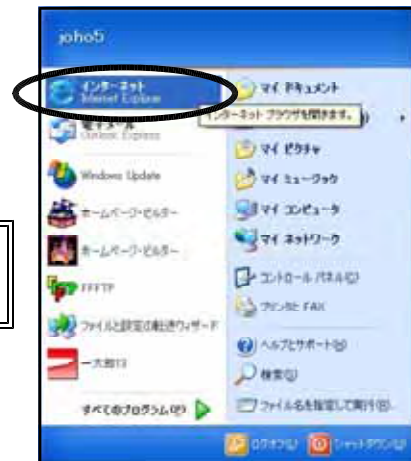 joho5
インターネット
Internet Explorer
電子メール
Outlook Express
Windows Update
ホームページ・ビルダー
ホームページ・ビルダー
FFFTP
ファイルと設定の転送ウィザード
一太郎13
すべてのプログラム(P)
マイ ドキュメント
インターネット ブラウザを開きます。
マイ ピクチャ
マイ ミュージック
マイ コンピュータ
マイ ネットワーク
コントロール パネル(C)
プリンタと FAX
ヘルプとサポート(H)
検索(S)
ファイル名を指定して実行(R)...
ログオフ(L)
シャットダウン(U)